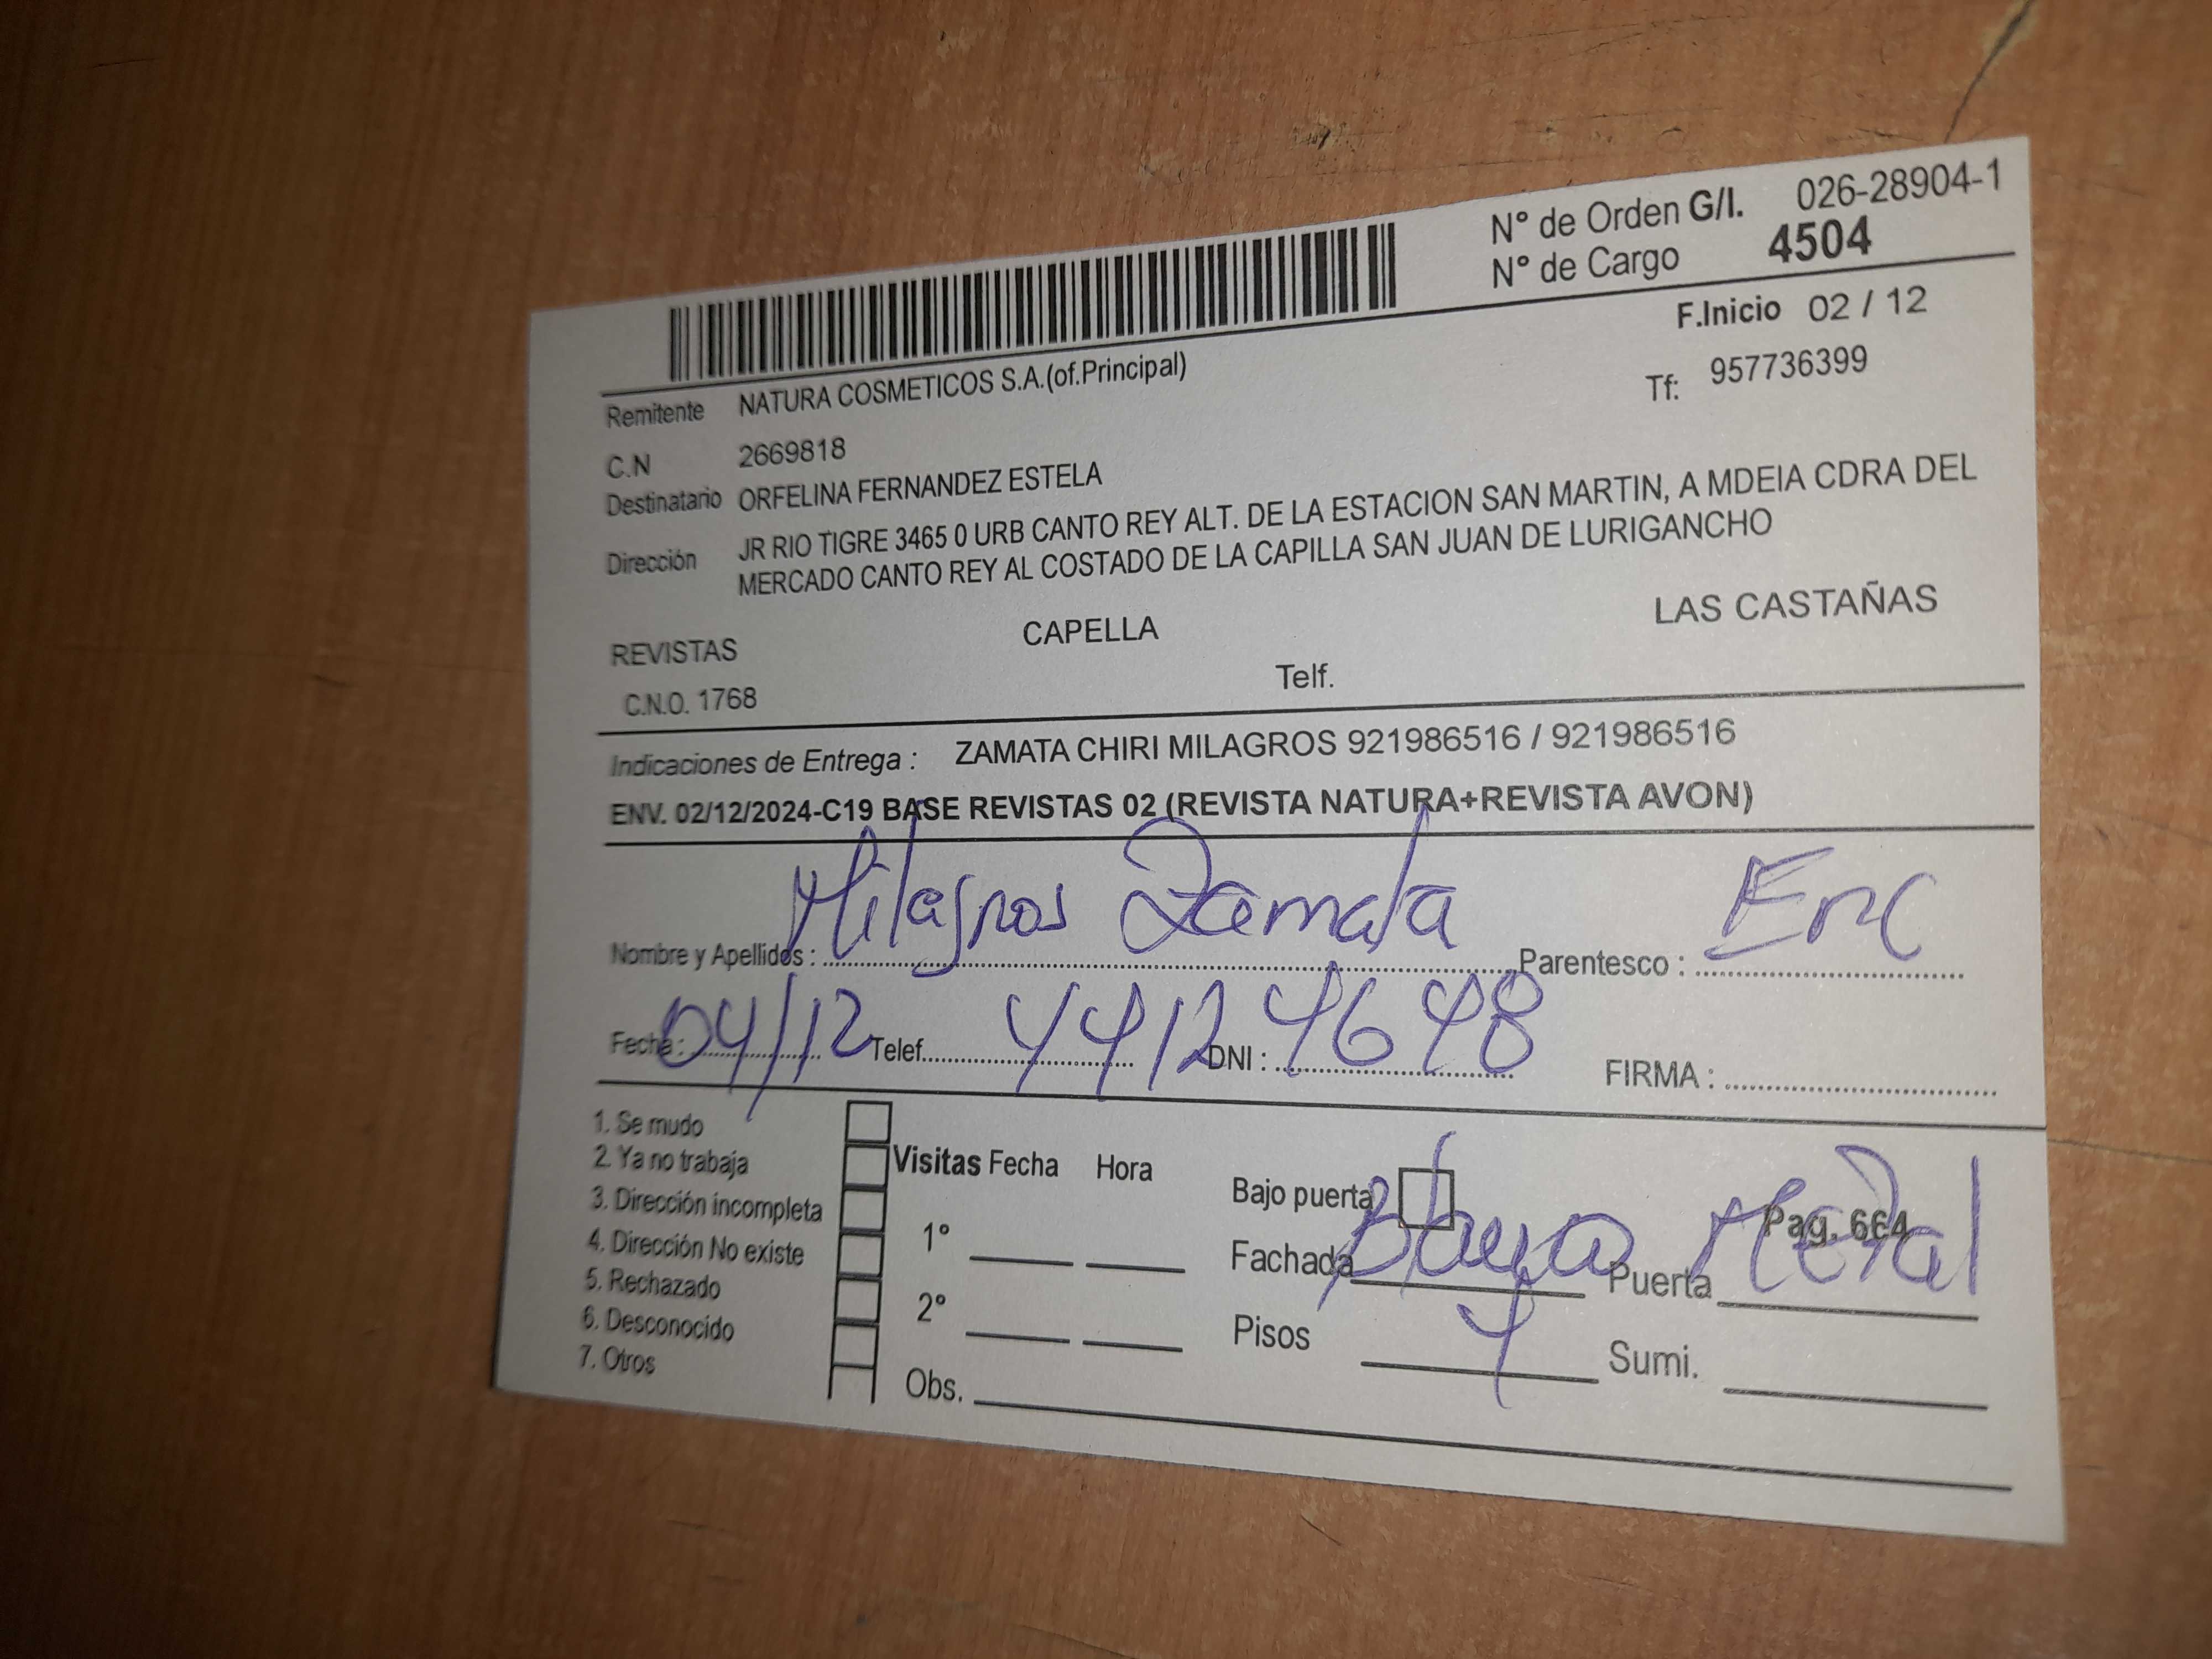 N° de Orden G/I. 026-28904-1
N° de Cargo 4504
F.Inicio 02 / 12
Remitente NATURA COSMETICOS S.A.(of.Principal)
Tf: 957736399
C.N 2669818
Destinatario ORFELINA FERNANDEZ ESTELA
Dirección JR RIO TIGRE 3465 0 URB CANTO REY ALT. DE LA ESTACION SAN MARTIN, A MDEIA CDRA DEL
MERCADO CANTO REY AL COSTADO DE LA CAPILLA SAN JUAN DE LURIGANCHO
REVISTAS CAPELLA LAS CASTAÑAS
C.N.O. 1768 Telf.
Indicaciones de Entrega : ZAMATA CHIRI MILAGROS 921986516 / 921986516
ENV. 02/12/2024-C19 BASE REVISTAS 02 (REVISTA NATURA+REVISTA AVON)
Nombre y Apellidos : Milagros Zamata Parentesco : Enc
Fecha : 04/12 Telef. DNI : 44124648 FIRMA :
1. Se mudo
2. Ya no trabaja
3. Dirección incompleta
4. Dirección No existe
5. Rechazado
6. Desconocido
7. Otros
Visitas Fecha Hora
1°
2°
Obs.
Bajo puerta Pag. 664
Fachada Puerta Metal
Pisos 4 Sumi.